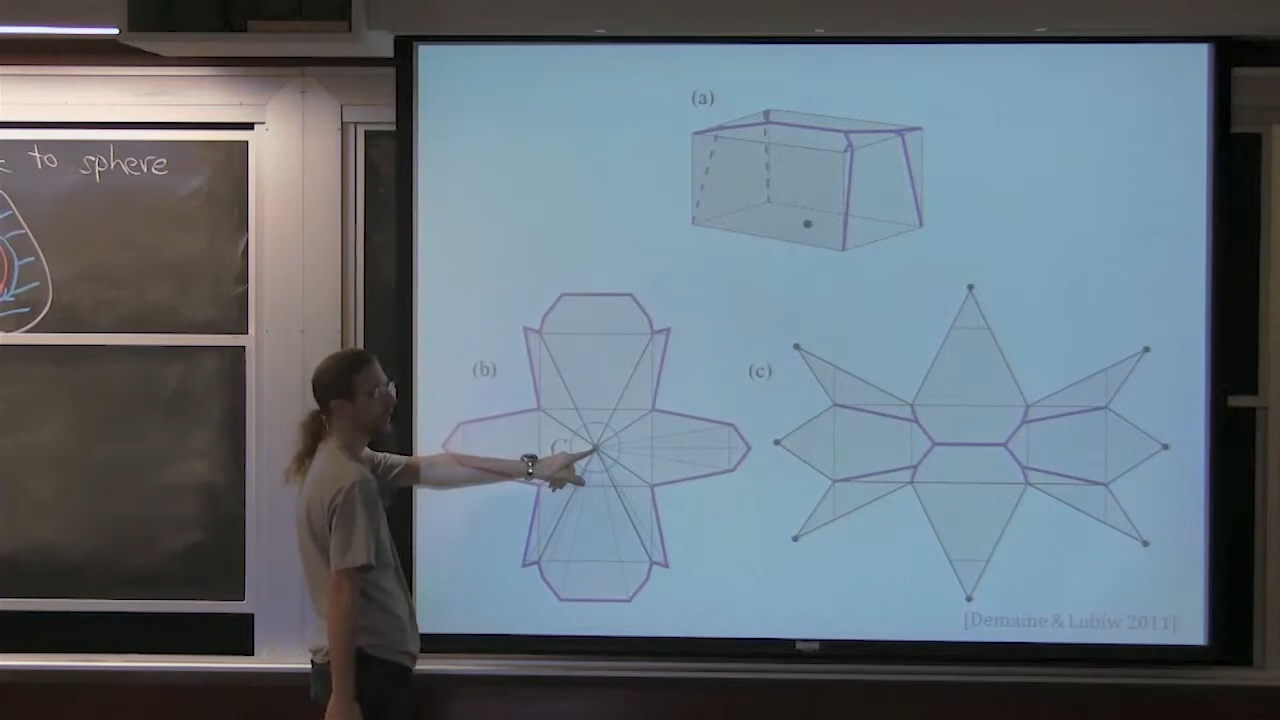 to sphere
(a)
(b)
(c)
C
[Demaine & Lubiw 2011]